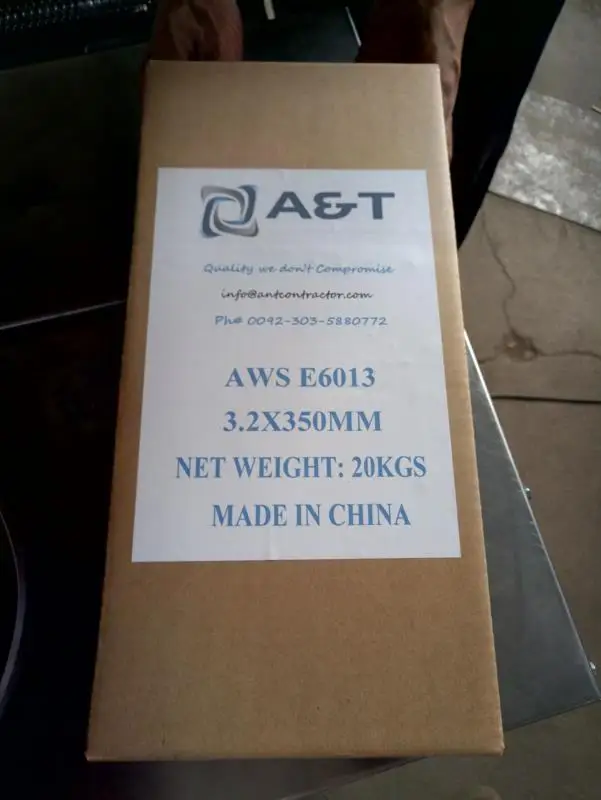 A&T
Quality we don't Compromise
info@antcontractor.com
Ph# 0092-303-5880772
AWS E6013
3.2X350MM
NET WEIGHT: 20KGS
MADE IN CHINA